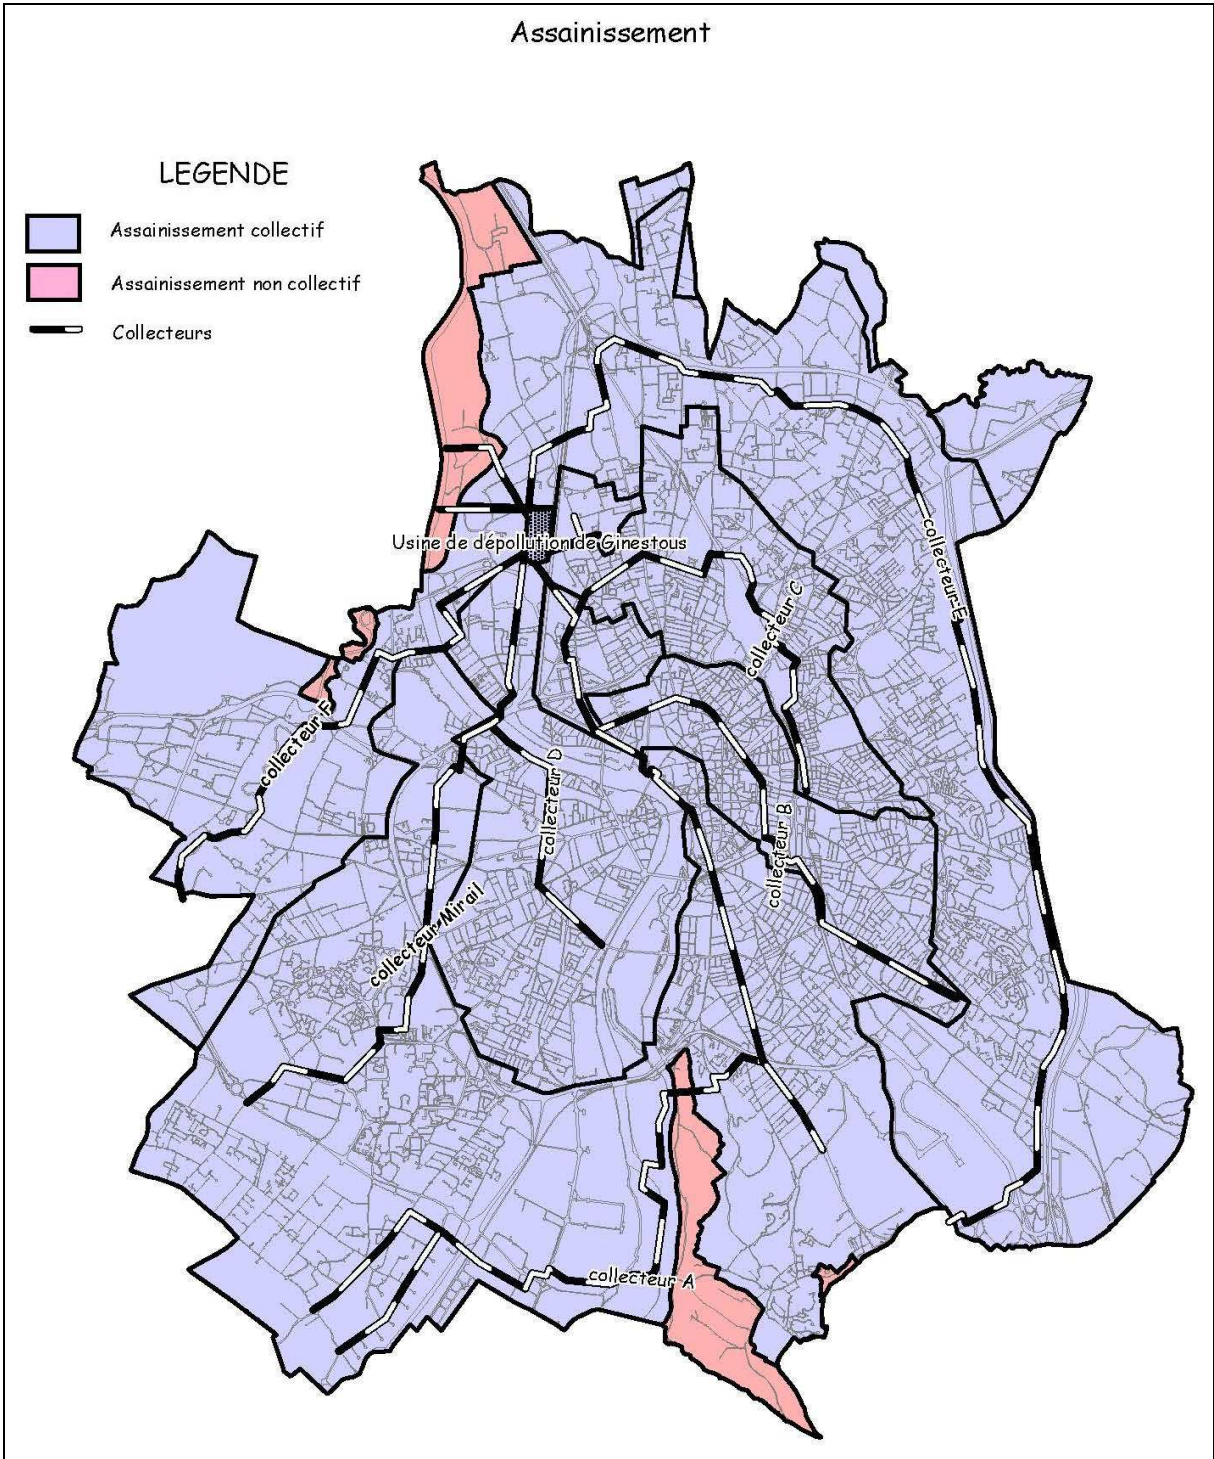 Assainissement
LEGENDE
Assainissement collectif
Assainissement non collectif
Collecteurs
Usine de dépollution de Ginestous
collecteur E
collecteur C
collecteur F
collecteur D
collecteur B
collecteur Mirail
collecteur A